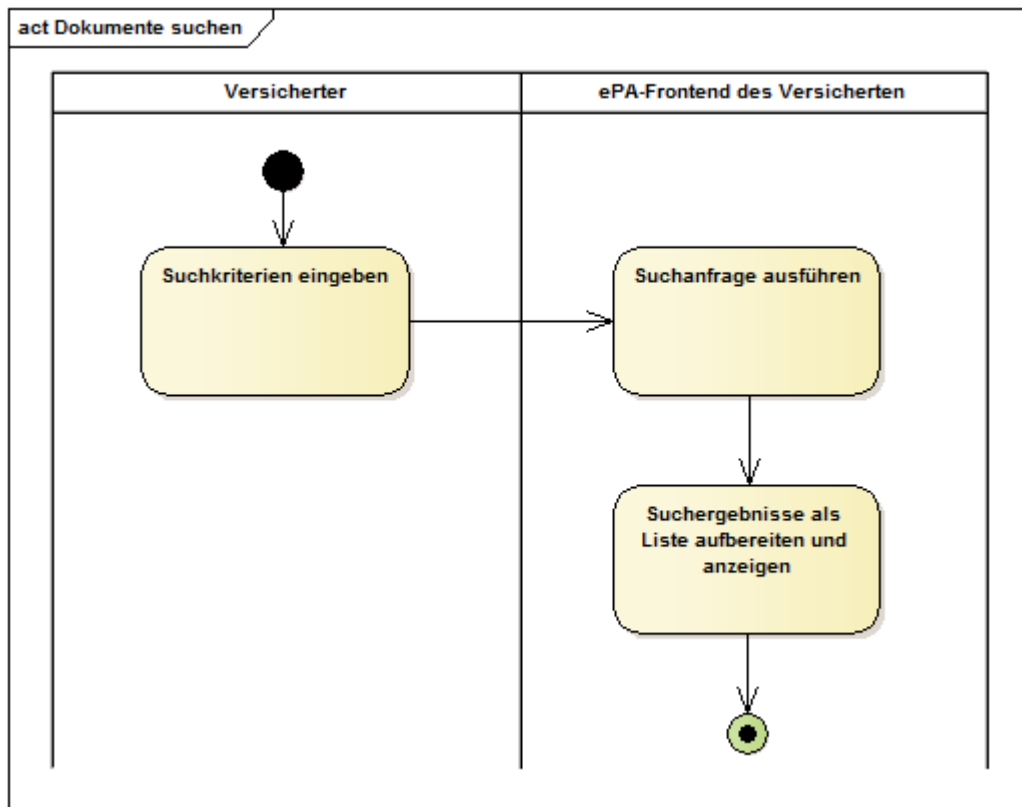 act Dokumente suchen
Versicherter
ePA-Frontend des Versicherten
Suchkriterien eingeben
Suchanfrage ausführen
Suchergebnisse als
Liste aufbereiten und
anzeigen